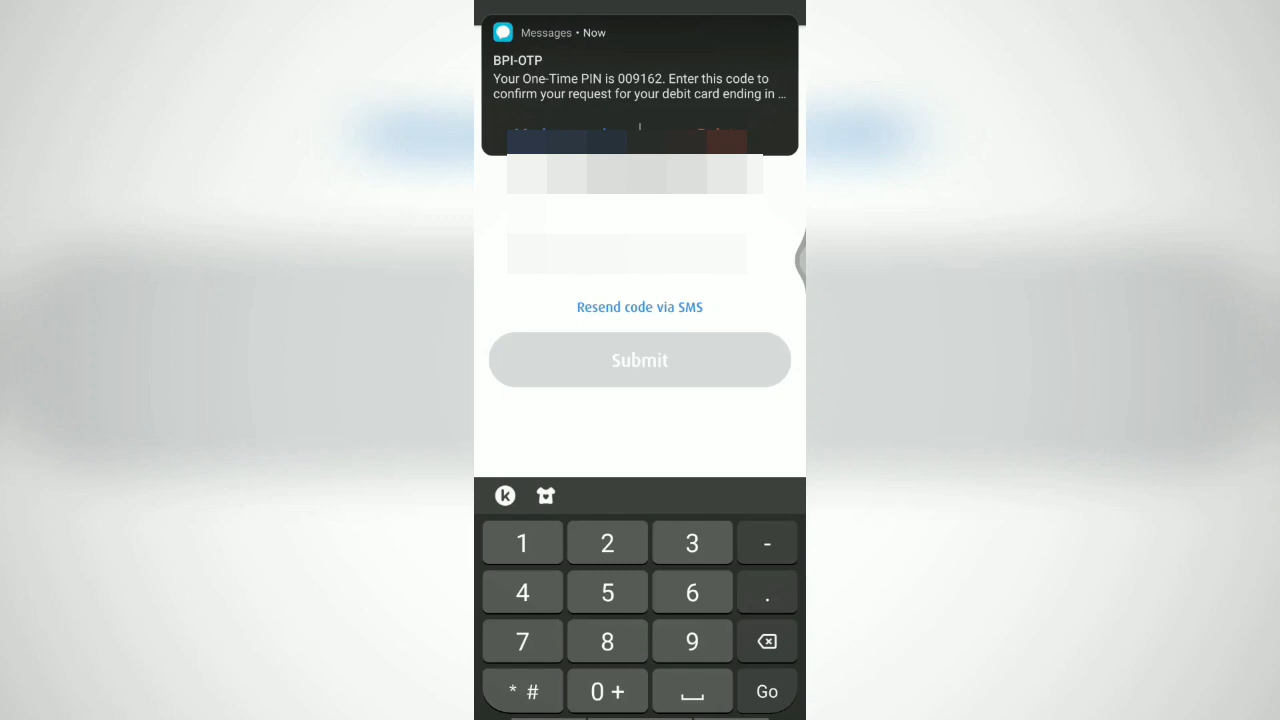 Messages • Now
BPI-OTP
Your One-Time PIN is 009162. Enter this code to
confirm your request for your debit card ending in ...
Resend code via SMS
Submit
1 2 3 -
4 5 6 .
7 8 9
* # 0 + Go